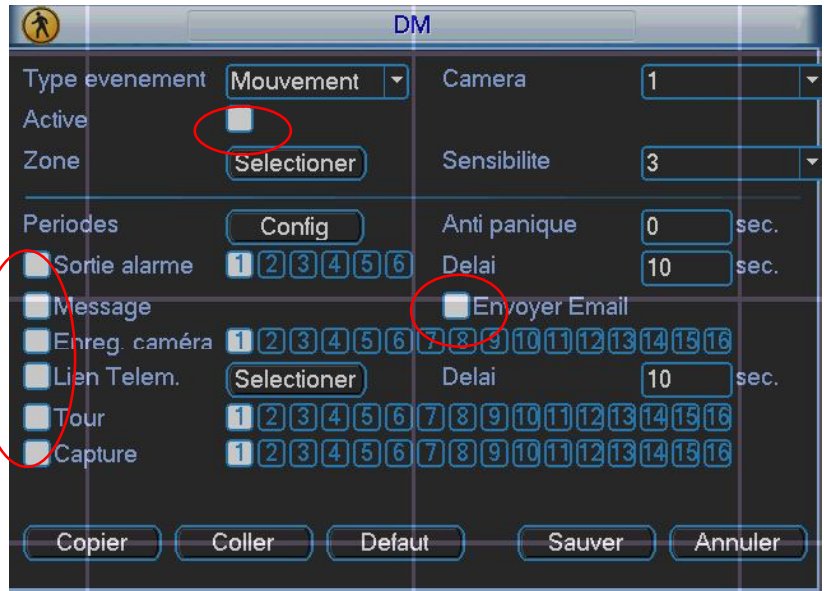 DM
Type evenement Mouvement Camera 1
Active
Zone Selectioner Sensibilite 3
Periodes Config Anti panique 0 sec.
Sortie alarme 1 2 3 4 5 6 Delai 10 sec.
Message Envoyer Email
Enreg. caméra 1 2 3 4 5 6 7 8 9 10 11 12 13 14 15 16
Lien Telem. Selectioner Delai 10 sec.
Tour 1 2 3 4 5 6 7 8 9 10 11 12 13 14 15 16
Capture 1 2 3 4 5 6 7 8 9 10 11 12 13 14 15 16
Copier Coller Defaut Sauver Annuler